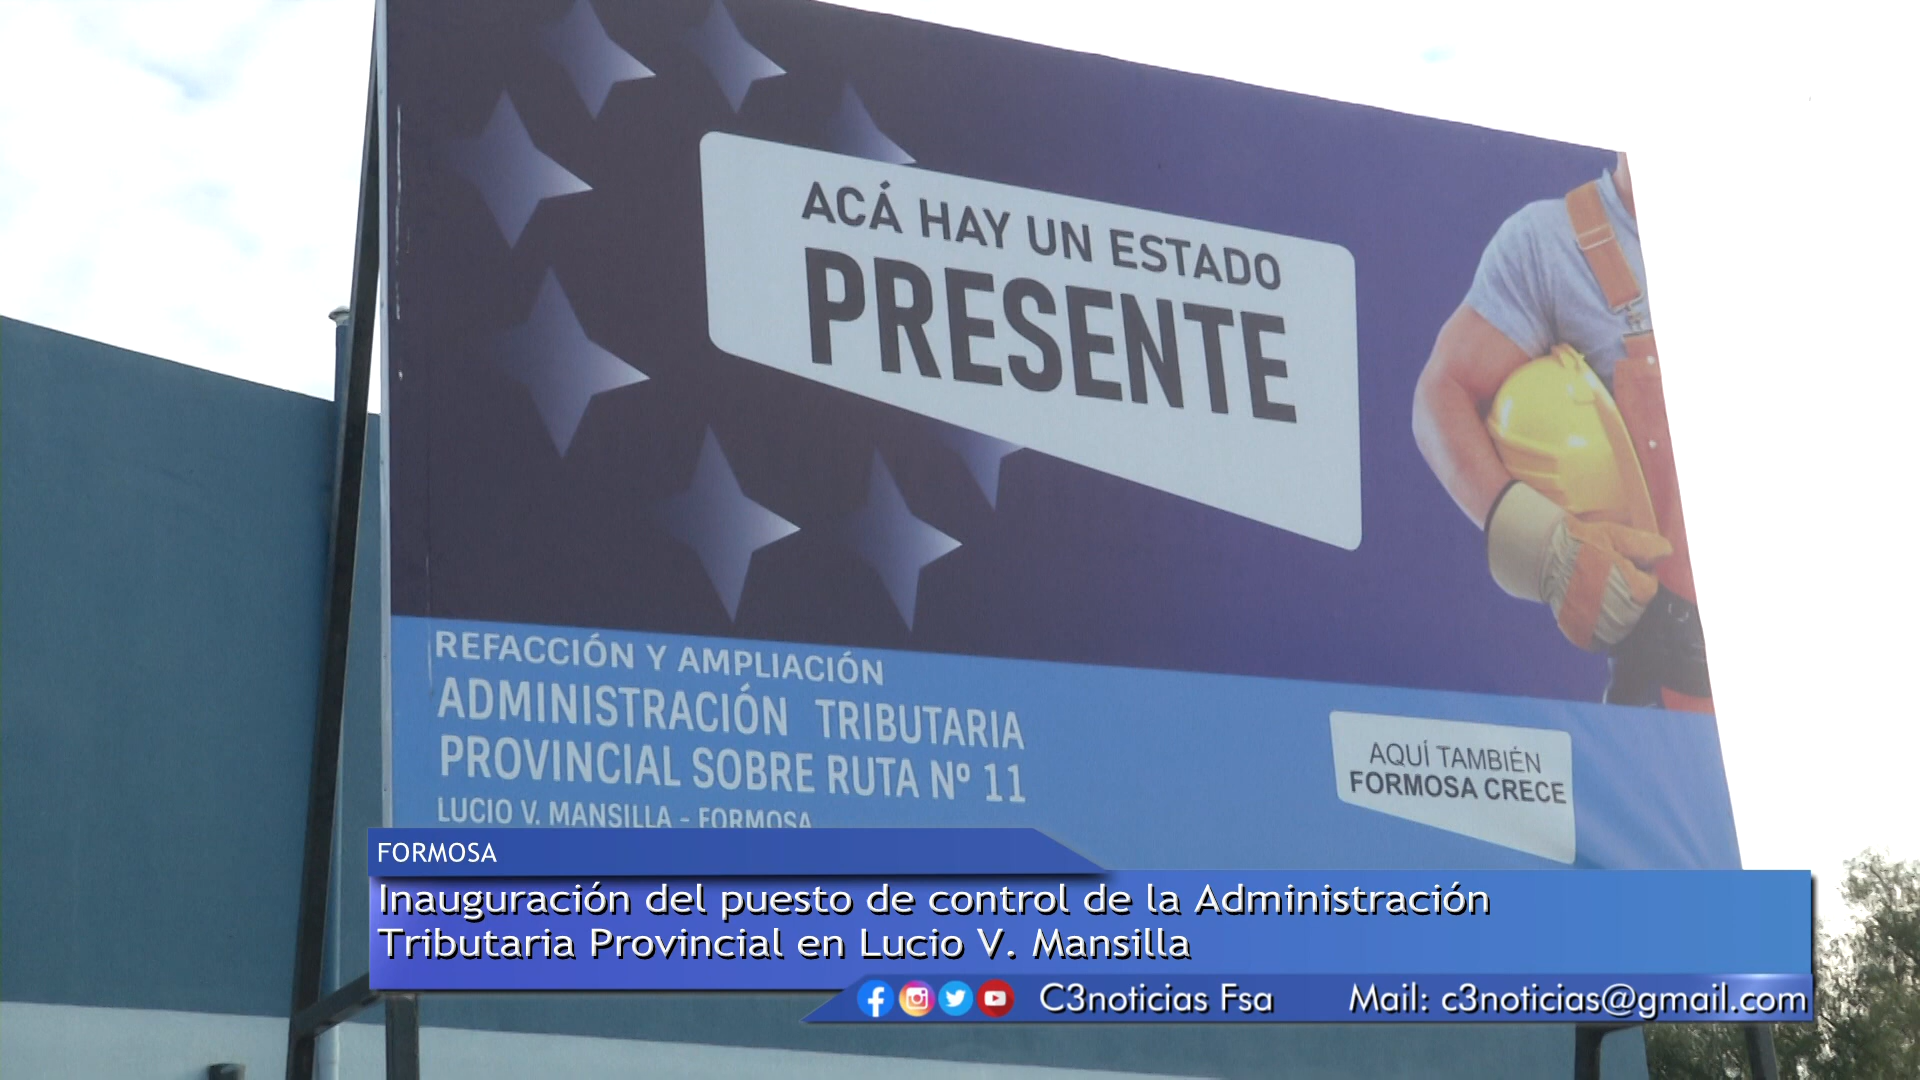 ACÁ HAY UN ESTADO
PRESENTE
REFACCIÓN Y AMPLIACIÓN
ADMINISTRACIÓN TRIBUTARIA
PROVINCIAL SOBRE RUTA Nº 11
LUCIO V. MANSILLA - FORMOSA
AQUÍ TAMBIÉN
FORMOSA CRECE
FORMOSA
Inauguración del puesto de control de la Administración
Tributaria Provincial en Lucio V. Mansilla
C3noticias Fsa Mail: c3noticias@gmail.com